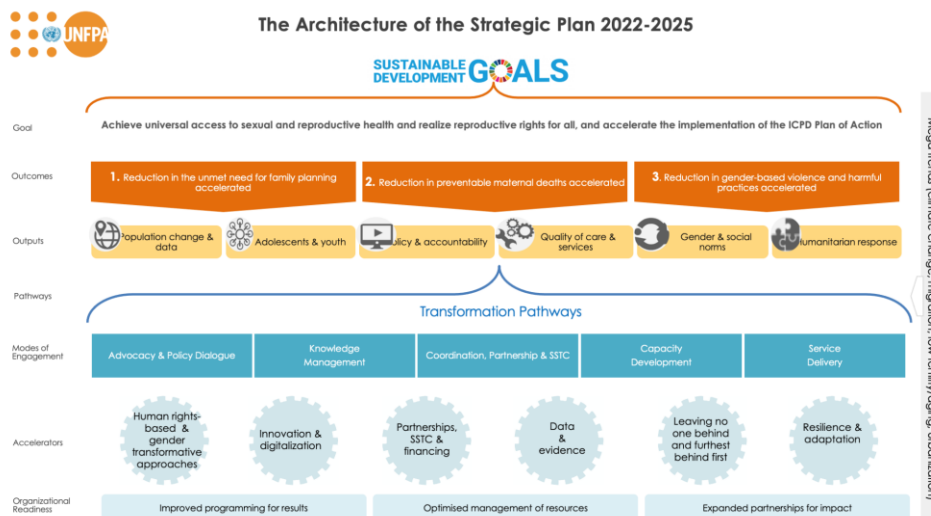 The Architecture of the Strategic Plan 2022-2025
UNFPA
SUSTAINABLE
DEVELOPMENT
GOALS
Goal
Achieve universal access to sexual and reproductive health and realize reproductive rights for all, and accelerate the implementation of the ICPD Plan of Action
Outcomes
1. Reduction in the unmet need for family planning
accelerated
2. Reduction in preventable maternal deaths accelerated
3. Reduction in gender-based violence and harmful
practices accelerated
Outputs
opulation change &
data
Adolescents & youth
olicy & accountability
Quality of care &
services
Gender & social
norms
umanitarian response
Pathways
Transformation Pathways
Modes of
Engagement
Advocacy & Policy Dialogue
Knowledge
Management
Coordination, Partnership & SSTC
Capacity
Development
Service
Delivery
Accelerators
Human rights-
based &
gender
transformative
approaches
Innovation &
digitalization
Partnerships,
SSTC &
financing
Data
&
evidence
Leaving no
one behind
and furthest
behind first
Resilience &
adaptation
Organizational
Readiness
Improved programming for results
Optimised management of resources
Expanded partnerships for impact